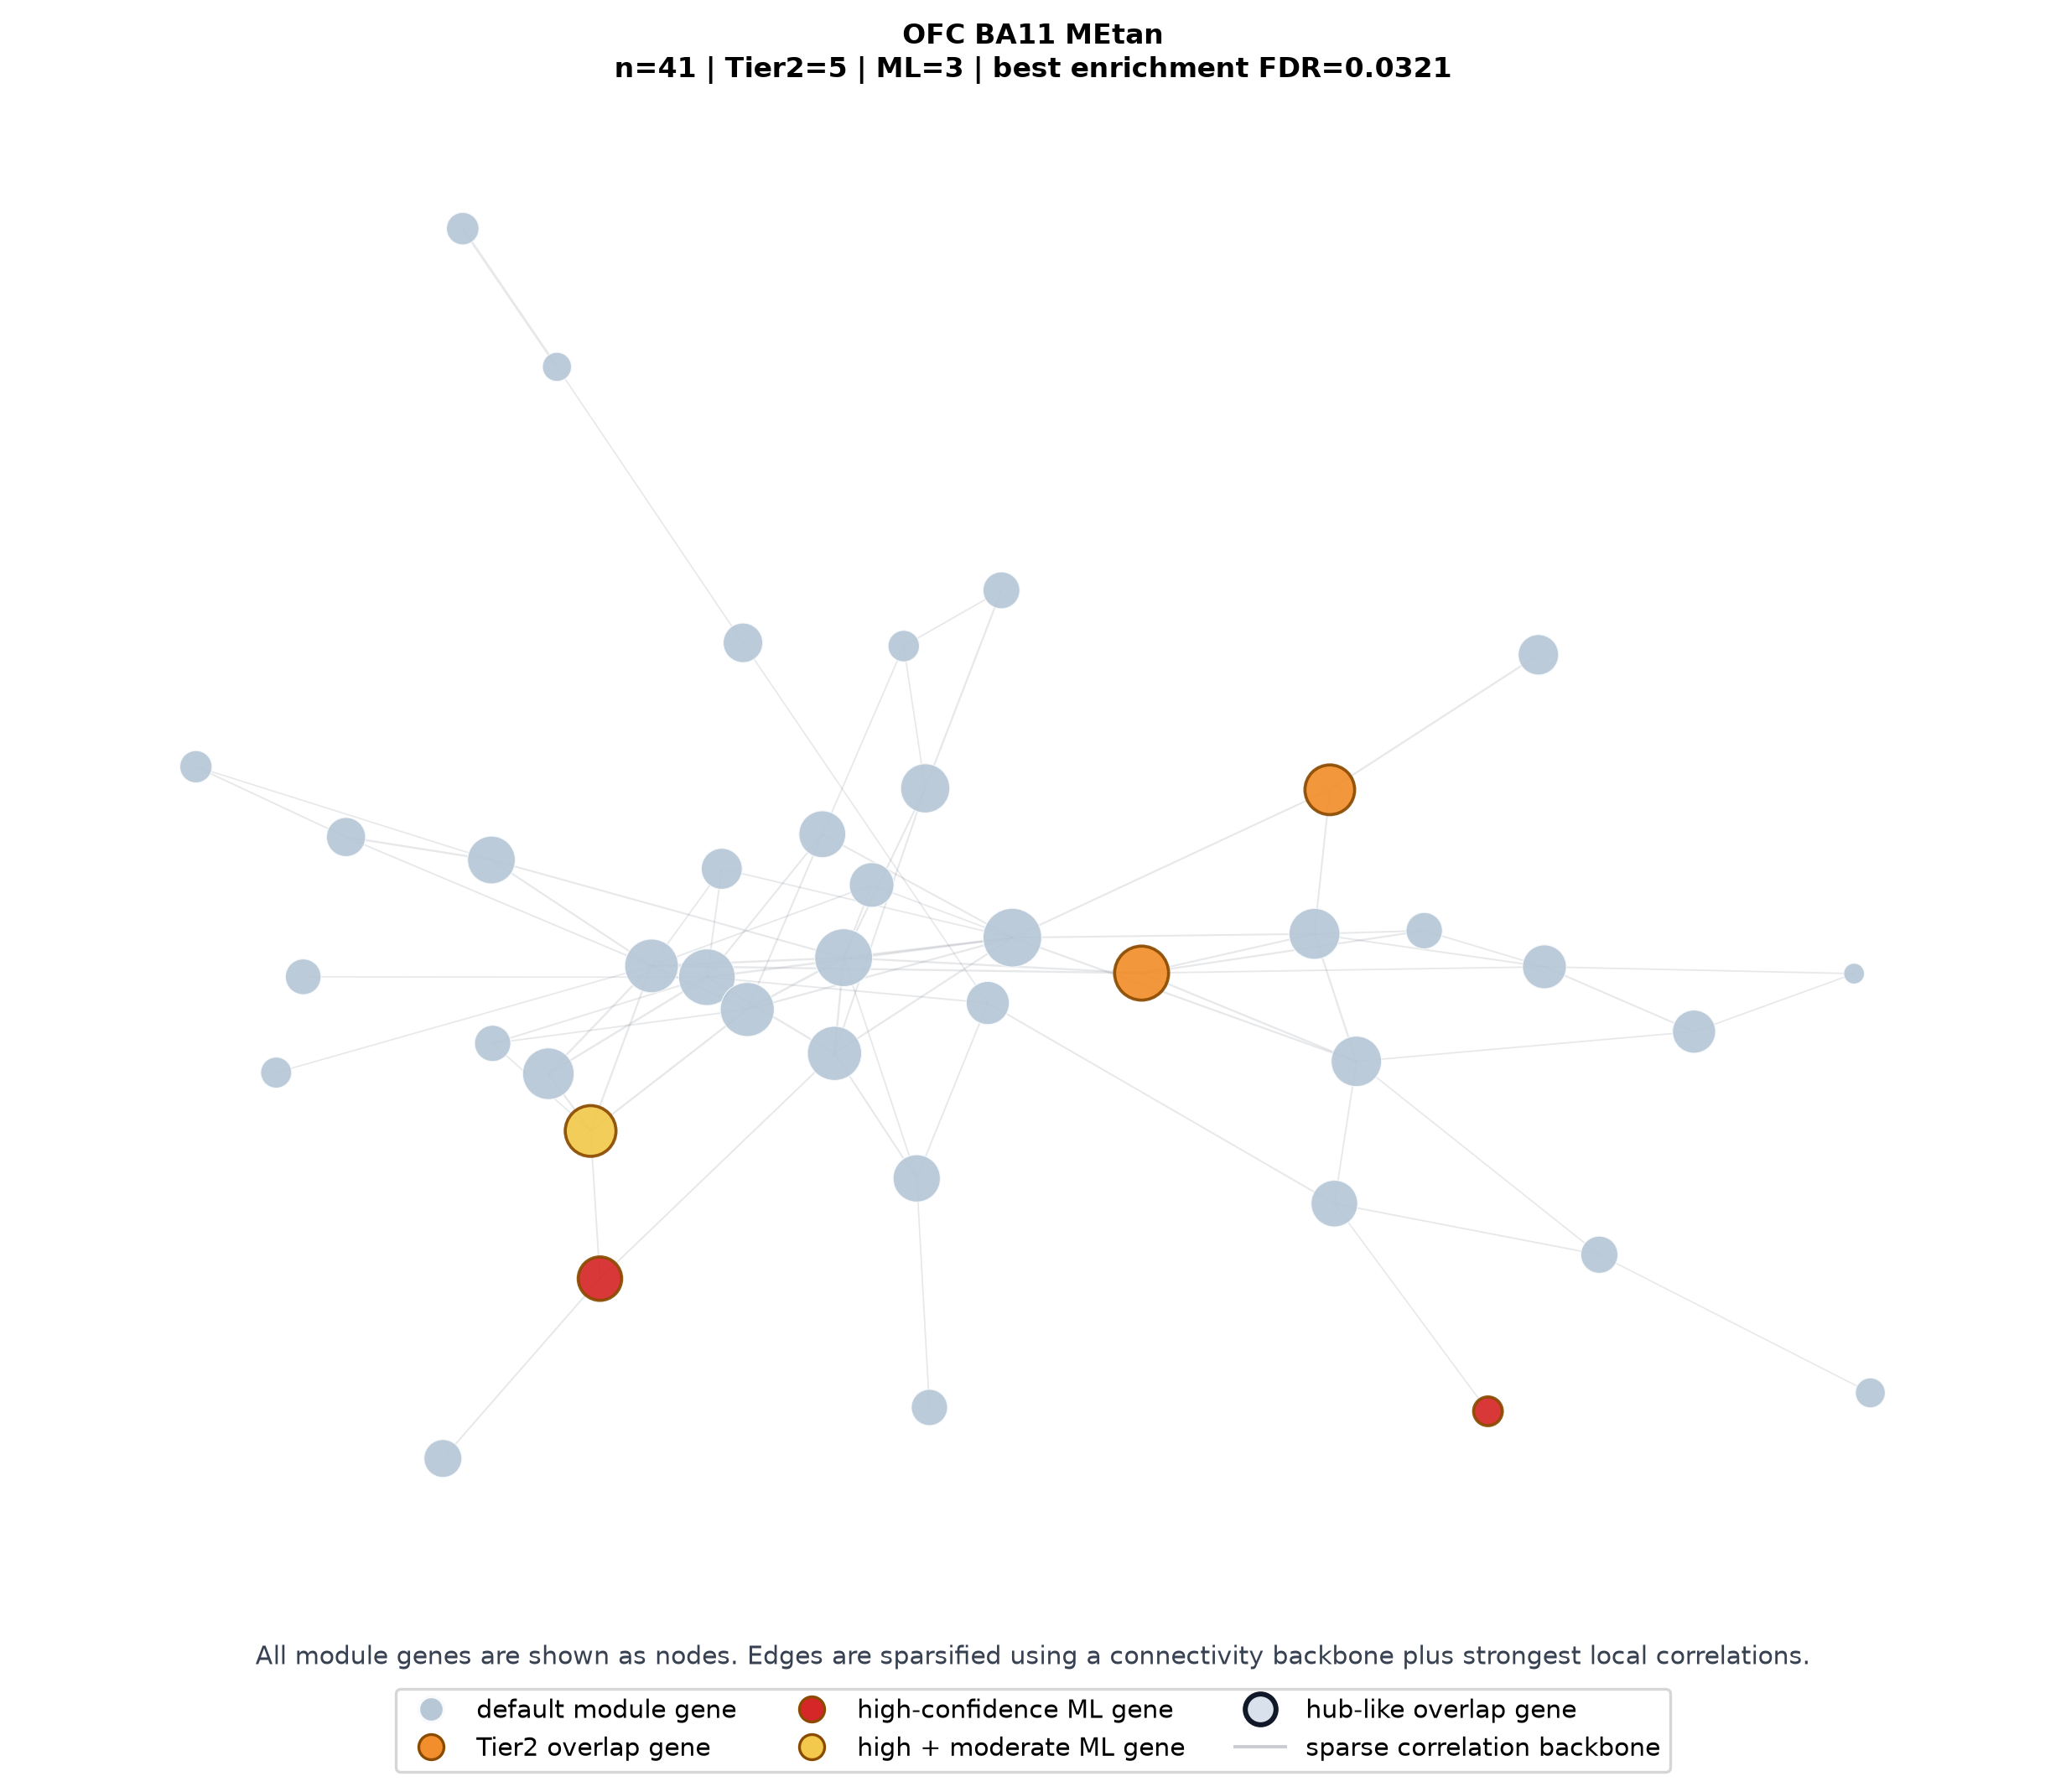 OFC BA11 MEtan
n=41 | Tier2=5 | ML=3 | best enrichment FDR=0.0321
All module genes are shown as nodes. Edges are sparsified using a connectivity backbone plus strongest local correlations.
default module gene
Tier2 overlap gene
high-confidence ML gene
high + moderate ML gene
hub-like overlap gene
sparse correlation backbone